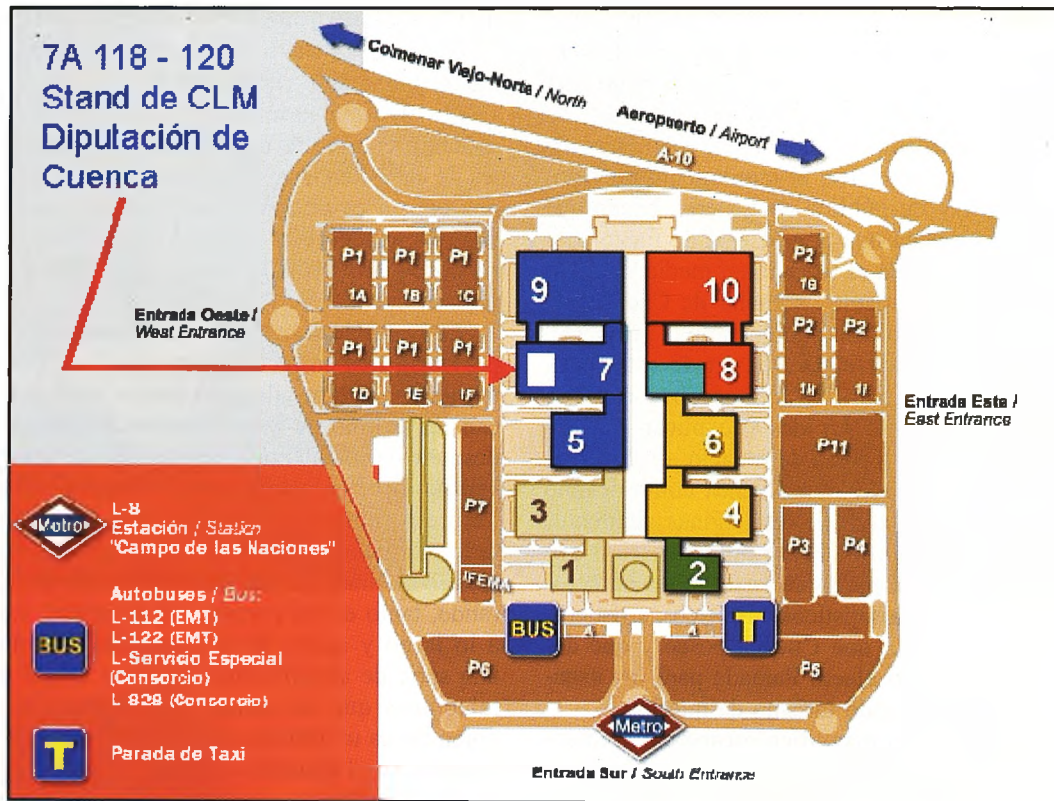 7A 118 - 120
Stand de CLM
Diputación de
Cuenca
Colmenar Viejo-Norte / North
Aeropuerto / Airport
A-10
P1 P1 P1
1A 1B 1C
P1 P1 P1
1D 1E 1F
Entrada Oeste /
West Entrance
9
10
7
8
5
6
3
4
1
2
P2
1G
P2 P2
1H 1I
Entrada Este /
East Entrance
P11
P3 P4
P7
IFEMA
BUS
A
A
T
P6
P5
Metro
Entrada Sur / South Entrance
Metro
L-8
Estación / Station
"Campo de las Naciones"
BUS
Autobuses / Bus:
L-112 (EMT)
L-122 (EMT)
L-Servicio Especial
(Consorcio)
L 828 (Consorcio)
T
Parada de Taxi